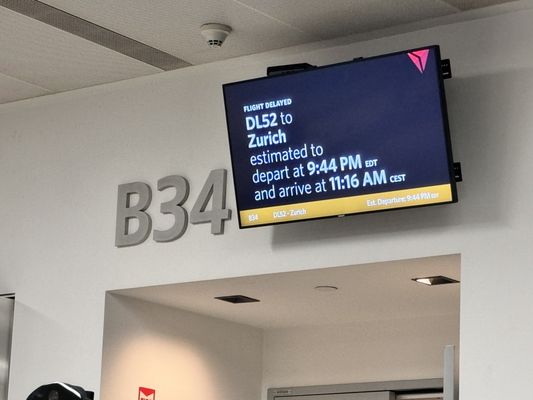 FLIGHT DELAYED
DL52 to
Zurich
estimated to
depart at 9:44 PM EDT
and arrive at 11:16 AM CEST
B34 DL52 - Zurich Est. Departure: 9:44 PM EDT
B34